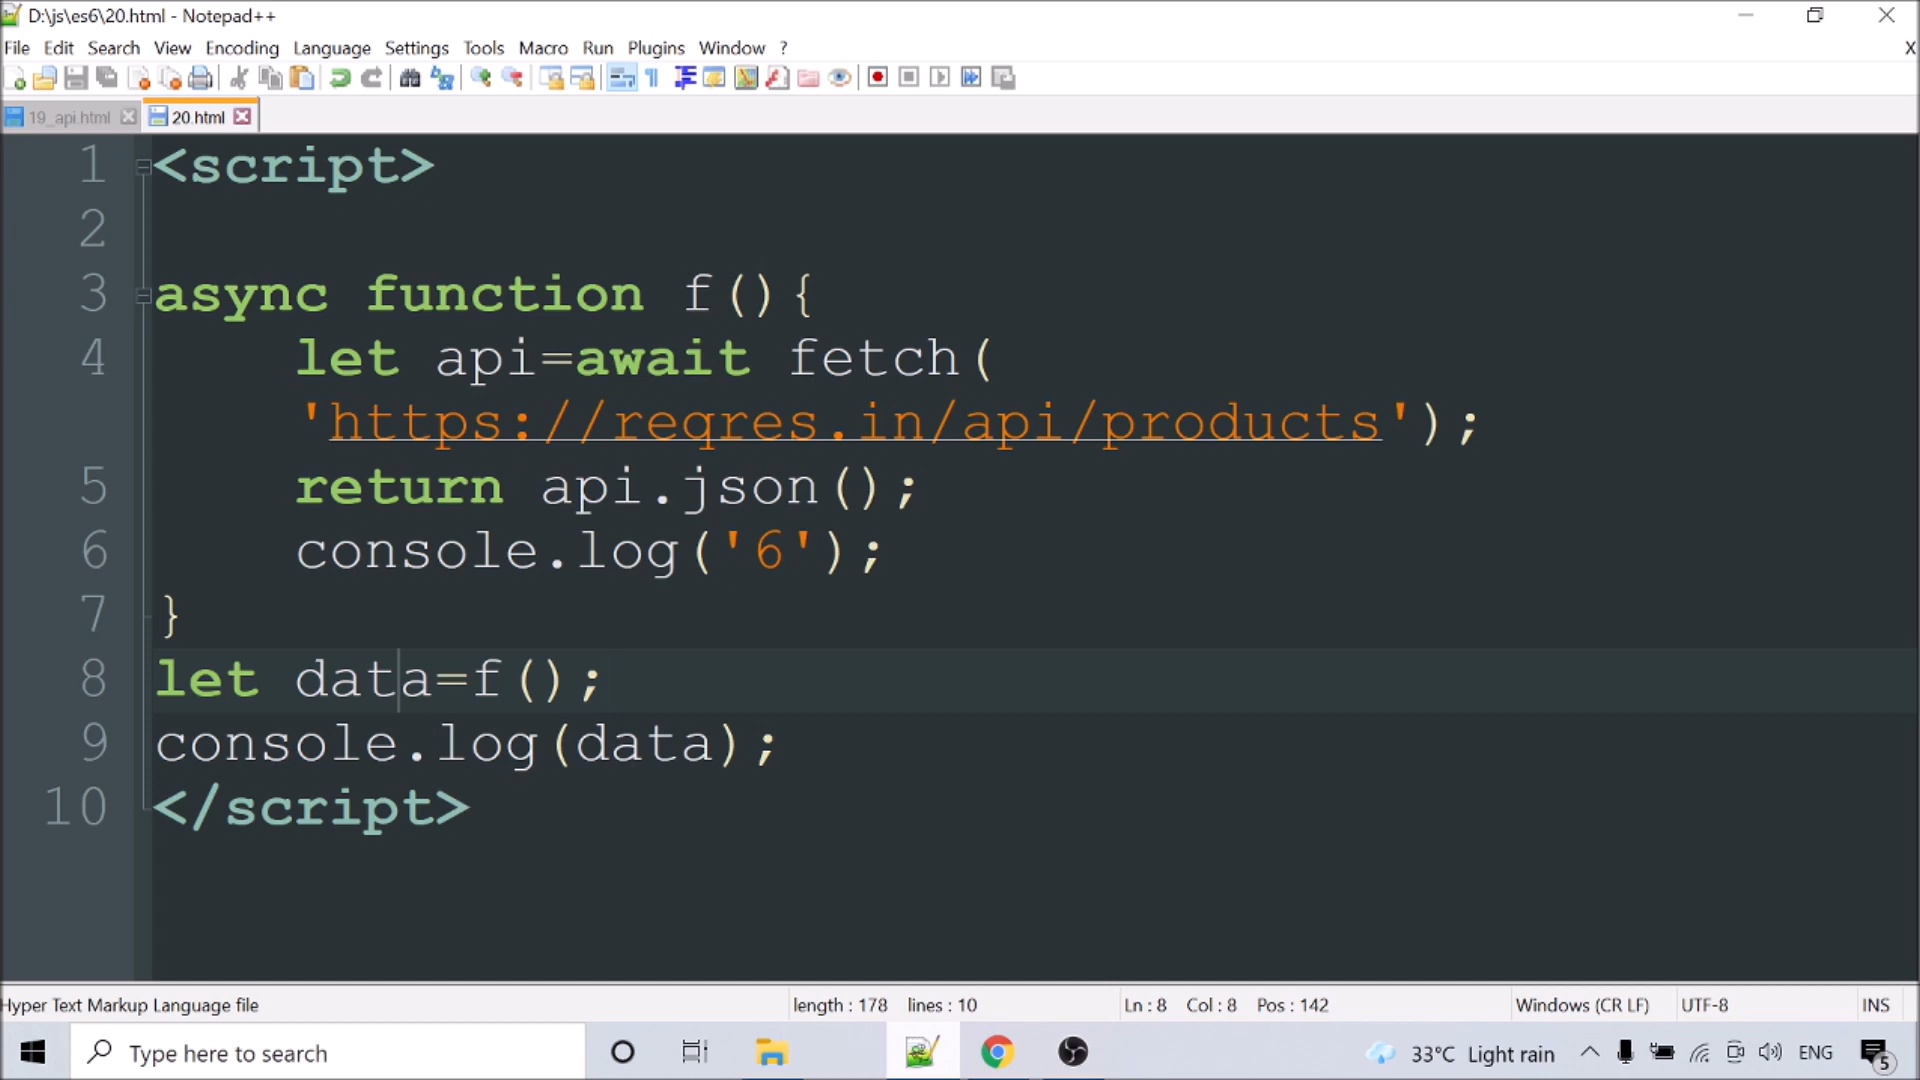 D:\js\es6\20.html - Notepad++
File Edit Search View Encoding Language Settings Tools Macro Run Plugins Window ? X
19_api.html 20.html
1 <script>
2
3 async function f(){
4 let api=await fetch(
'https://reqres.in/api/products');
5 return api.json();
6 console.log('6');
7 }
8 let data=f();
9 console.log(data);
10 </script>
Hyper Text Markup Language file length : 178 lines : 10 Ln : 8 Col : 8 Pos : 142 Windows (CR LF) UTF-8 INS
Type here to search 33°C Light rain ENG 5